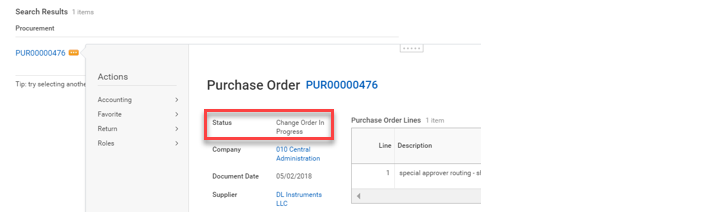 Search Results 1 items
Procurement
PUR00000476
Tip: try selecting anothe
Actions
Accounting
Favorite
Return
Roles
Purchase Order PUR00000476
Status Change Order In
Progress
Company 010 Central
Administration
Document Date 05/02/2018
Supplier DL Instruments
LLC
Purchase Order Lines 1 item
Line Description
1 special approver routing - sl